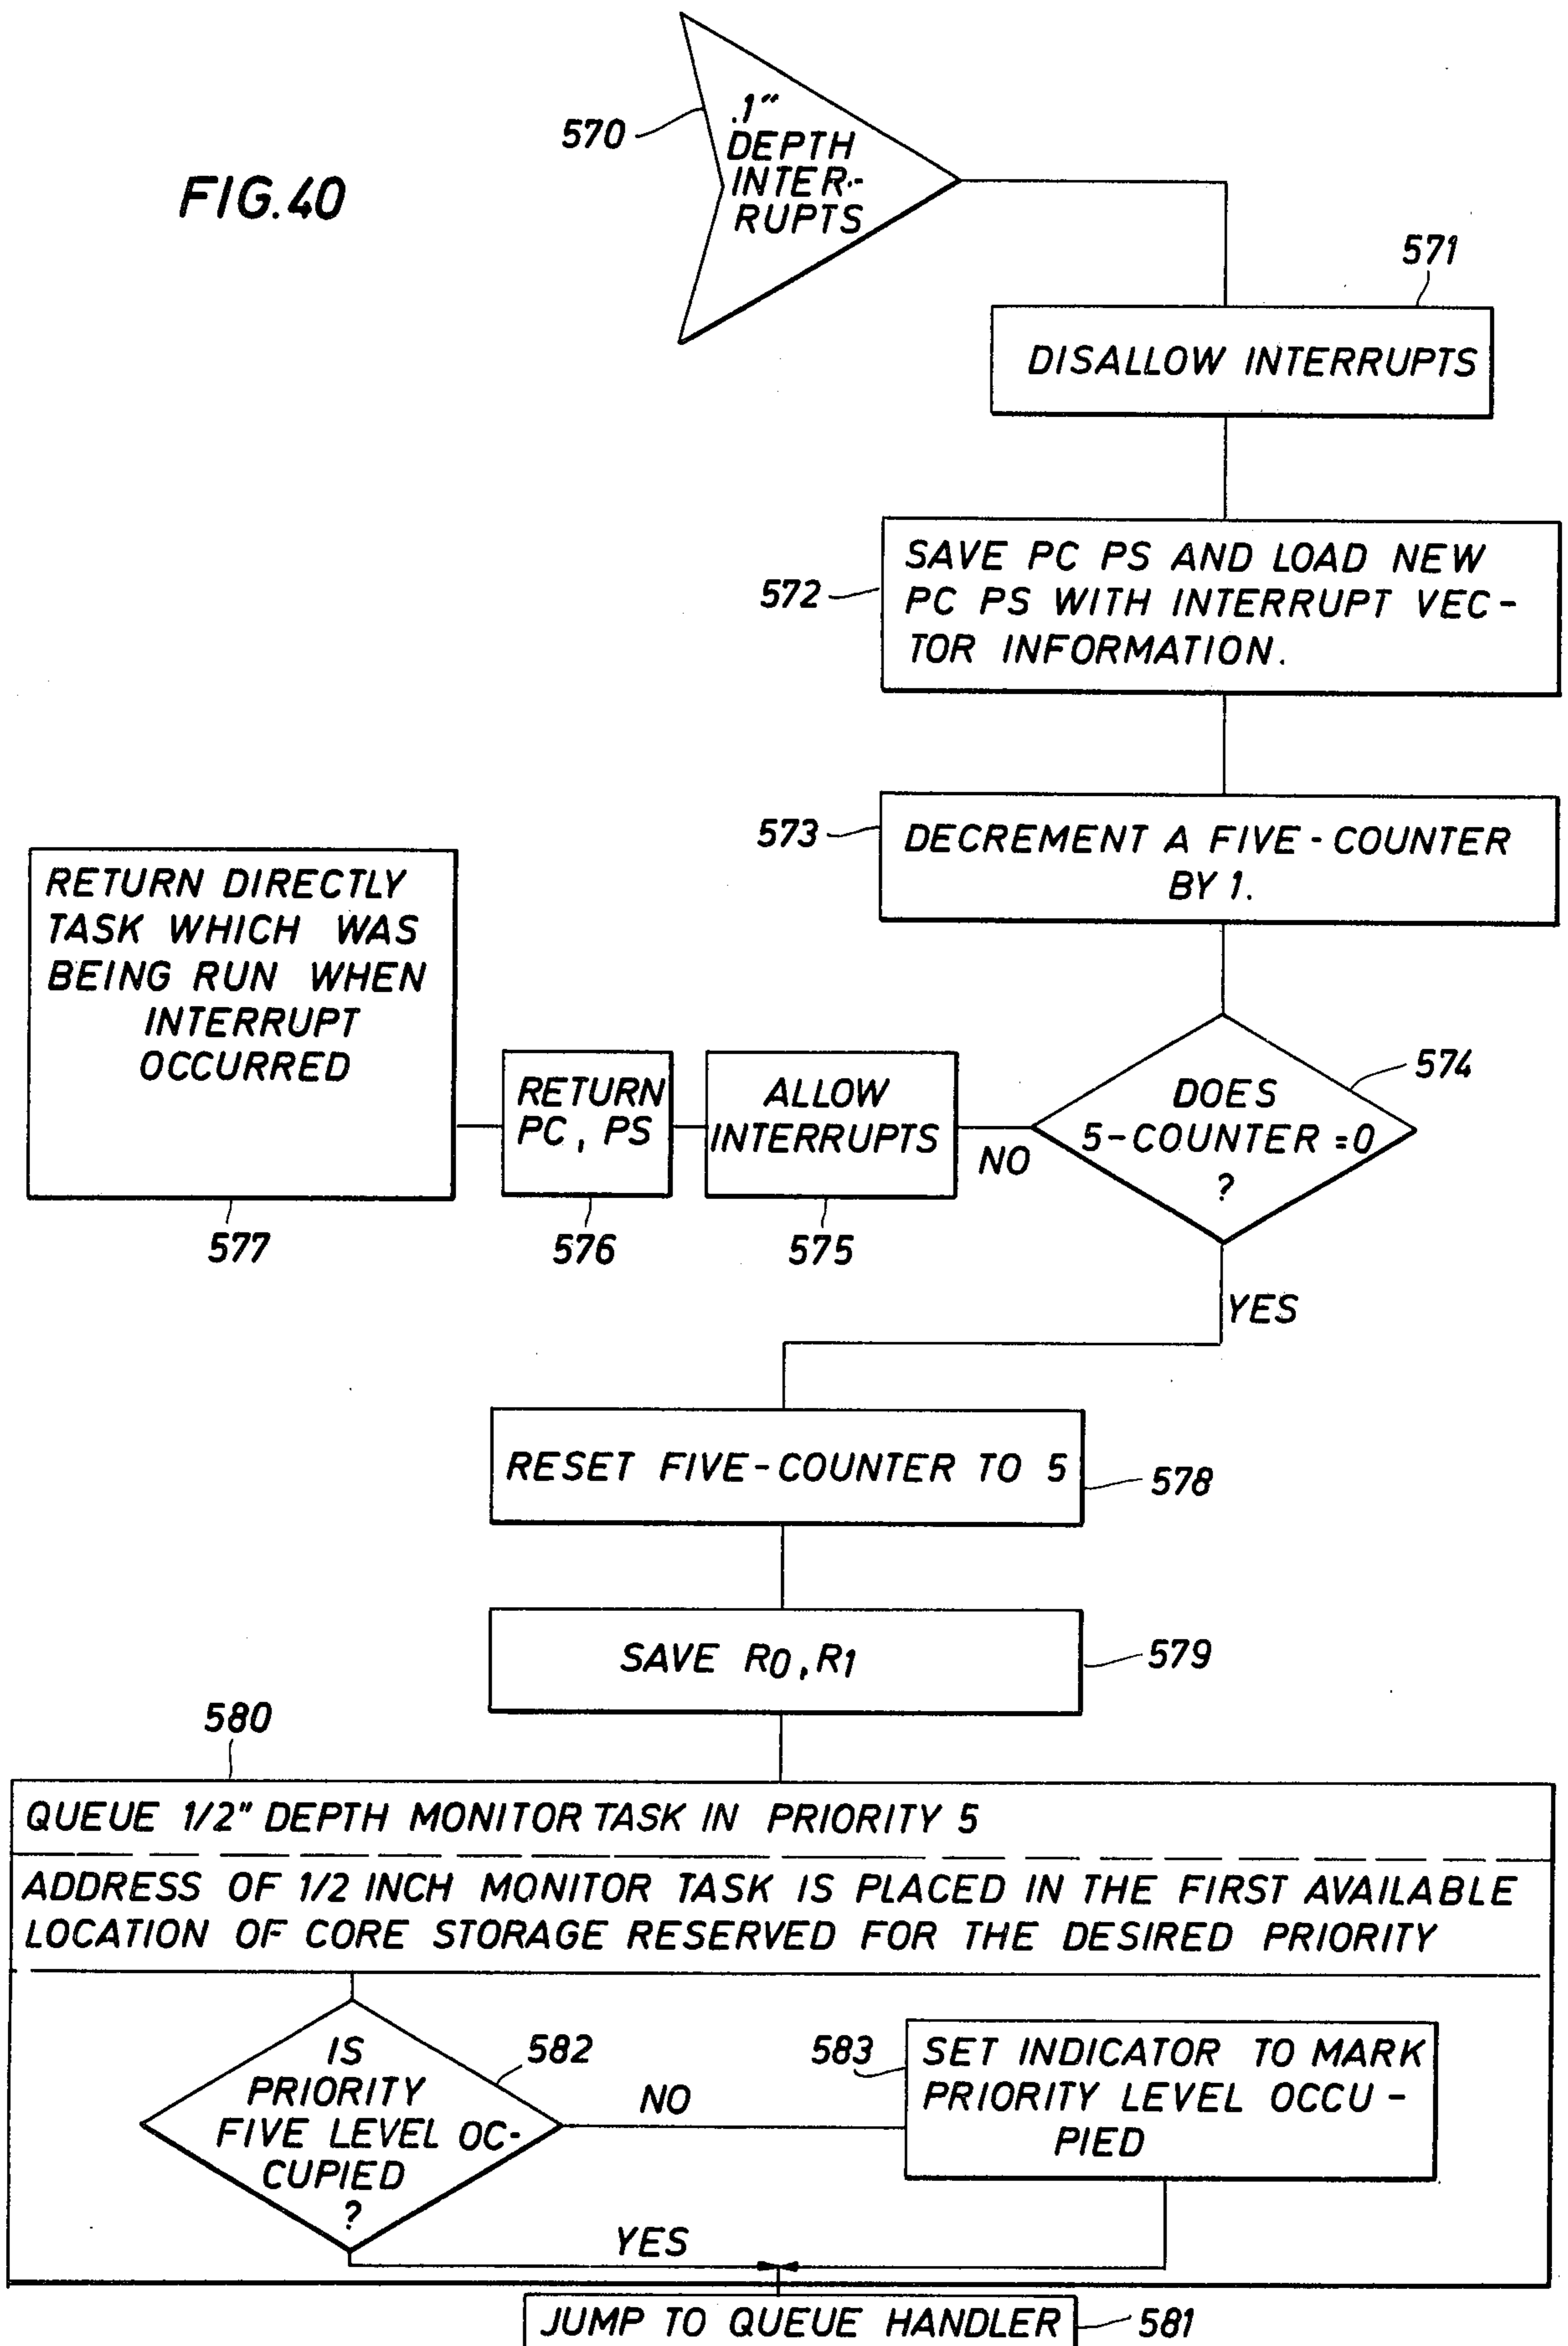 FIG.40
570
.1"
DEPTH
INTER-
RUPTS
571
DISALLOW INTERRUPTS
572
SAVE PC PS AND LOAD NEW
PC PS WITH INTERRUPT VEC-
TOR INFORMATION.
573
DECREMENT A FIVE-COUNTER
BY 1.
574
DOES
5-COUNTER=0
?
NO
ALLOW
INTERRUPTS
575
RETURN
PC, PS
576
RETURN DIRECTLY
TASK WHICH WAS
BEING RUN WHEN
INTERRUPT
OCCURRED
577
YES
RESET FIVE-COUNTER TO 5
578
SAVE R0, R1
579
580
QUEUE 1/2" DEPTH MONITOR TASK IN PRIORITY 5
ADDRESS OF 1/2 INCH MONITOR TASK IS PLACED IN THE FIRST AVAILABLE
LOCATION OF CORE STORAGE RESERVED FOR THE DESIRED PRIORITY
IS
PRIORITY
FIVE LEVEL OC-
CUPIED
?
582
NO
583
SET INDICATOR TO MARK
PRIORITY LEVEL OCCU-
PIED
YES
JUMP TO QUEUE HANDLER
581